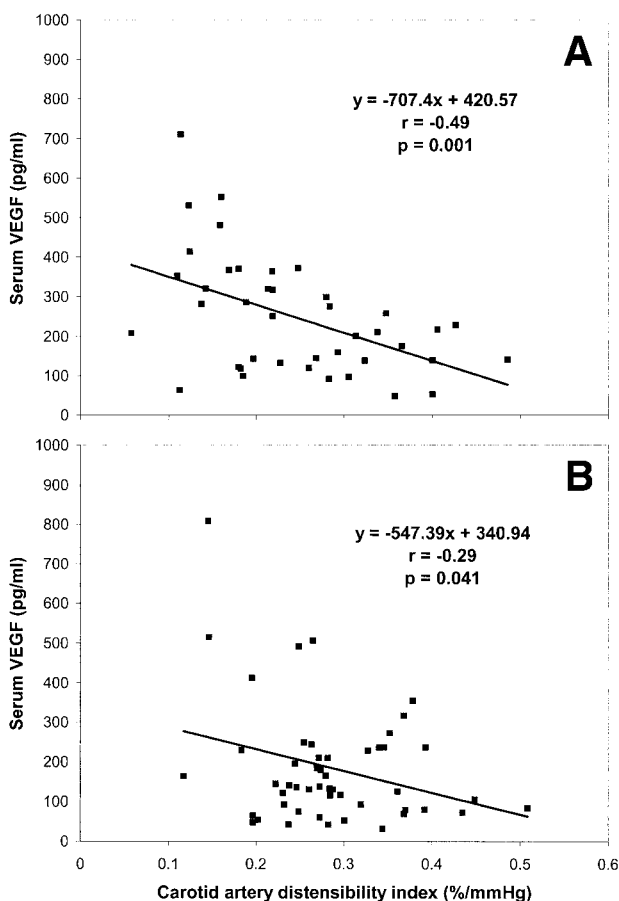 A
y = -707.4x + 420.57
r = -0.49
p = 0.001
Serum VEGF (pg/ml)
1000
900
800
700
600
500
400
300
200
100
0
B
y = -547.39x + 340.94
r = -0.29
p = 0.041
Serum VEGF (pg/ml)
1000
900
800
700
600
500
400
300
200
100
0
0 0.1 0.2 0.3 0.4 0.5 0.6
Carotid artery distensibility index (%/mmHg)